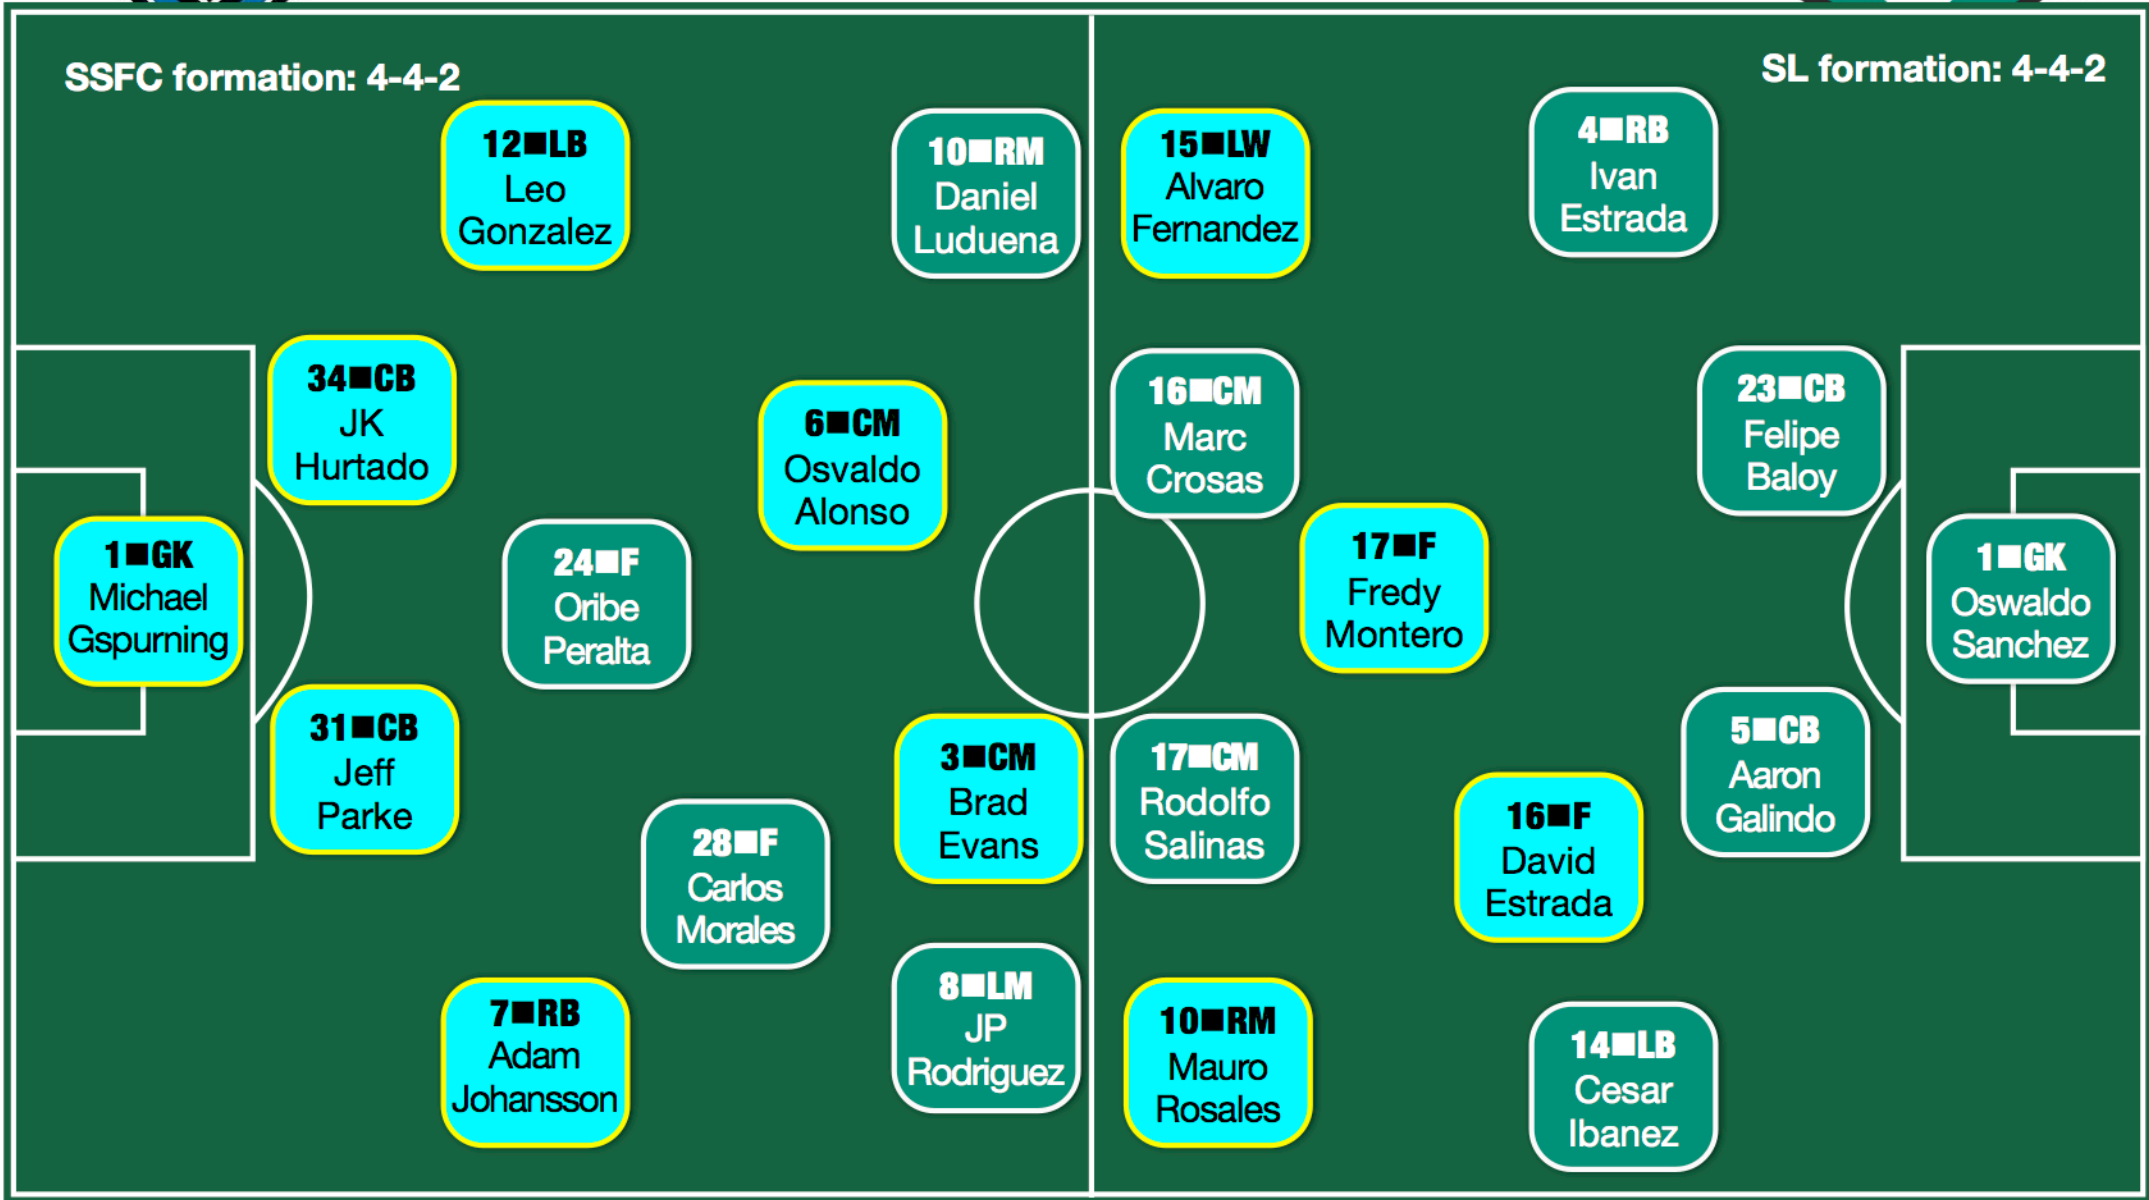 SSFC formation: 4-4-2
SL formation: 4-4-2
12■LB
Leo
Gonzalez
10■RM
Daniel
Luduena
15■LW
Alvaro
Fernandez
4■RB
Ivan
Estrada
34■CB
JK
Hurtado
6■CM
Osvaldo
Alonso
16■CM
Marc
Crosas
23■CB
Felipe
Baloy
1■GK
Michael
Gspurning
24■F
Oribe
Peralta
17■F
Fredy
Montero
1■GK
Oswaldo
Sanchez
31■CB
Jeff
Parke
28■F
Carlos
Morales
3■CM
Brad
Evans
17■CM
Rodolfo
Salinas
16■F
David
Estrada
5■CB
Aaron
Galindo
7■RB
Adam
Johansson
8■LM
JP
Rodriguez
10■RM
Mauro
Rosales
14■LB
Cesar
Ibanez